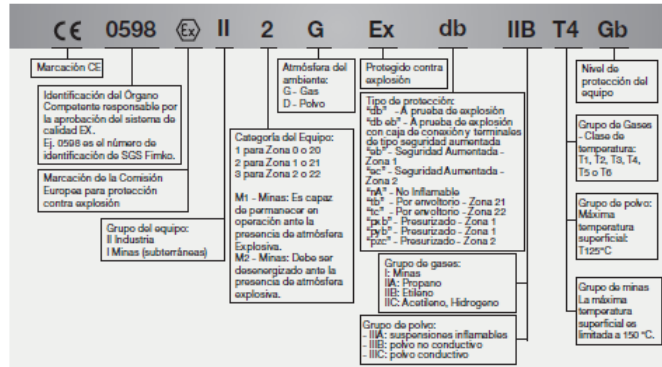 CE 0598 Ex II 2 G Ex db IIB T4 Gb
Marcación CE
Identificación del Órgano
Competente responsable por
la aprobación del sistema de
calidad EX.
Ej. 0598 es el número de
identificación de SGS Fimko.
Marcación de la Comisión
Europea para protección
contra explosión
Grupo del equipo:
II Industria
I Minas (subterráneas)
Atmósfera del
ambiente:
G - Gas
D - Polvo
Categoría del Equipo:
1 para Zona 0 o 20
2 para Zona 1 o 21
3 para Zona 2 o 22
M1 - Minas: Es capaz
de permanecer en
operación ante la
presencia de atmósfera
Explosiva.
M2 - Minas: Debe ser
desenergizado ante la
presencia de atmósfera
explosiva.
Protegido contra
explosión
Tipo de protección:
"db" - A prueba de explosión
"db eb" - A prueba de explosión
con caja de conexión y terminales
de tipo seguridad aumentada
"eb" - Seguridad Aumentada -
Zona 1
"ec" - Seguridad Aumentada -
Zona 2
"nA" - No Inflamable
"tb" - Por envoltorio - Zona 21
"tc" - Por envoltorio - Zona 22
"pxb" - Presurizado - Zona 1
"pyb" - Presurizado - Zona 1
"pzc" - Presurizado - Zona 2
Grupo de gases:
I: Minas
IIA: Propano
IIB: Etileno
IIC: Acetileno, Hidrogeno
Grupo de polvo:
- IIIA: suspensiones inflamables
- IIIB: polvo no conductivo
- IIIC: polvo conductivo
Nivel de
protección del
equipo
Grupo de Gases
- Clase de
temperatura:
T1, T2, T3, T4,
T5 o T6
Grupo de polvo:
Máxima
temperatura
superficial:
T125°C
Grupo de minas
La máxima
temperatura
superficial es
limitada a 150 °C.